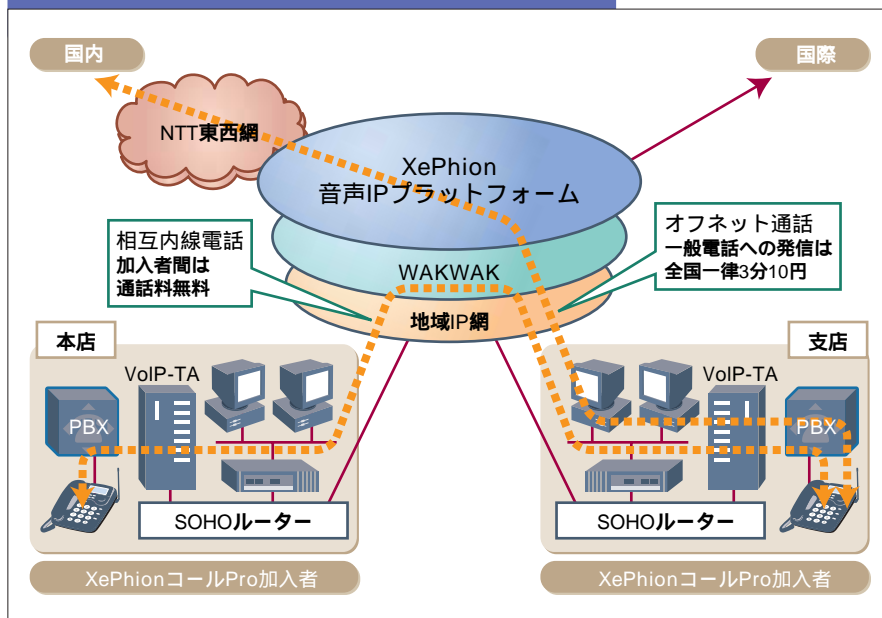 国内
国際
NTT東西網
XePhion
音声IPプラットフォーム
相互内線電話
加入者間は
通話料無料
オフネット通話
一般電話への発信は
全国一律3分10円
WAKWAK
地域IP網
本店
支店
VoIP-TA
VoIP-TA
PBX
PBX
SOHOルーター
SOHOルーター
XePhionコールPro加入者
XePhionコールPro加入者